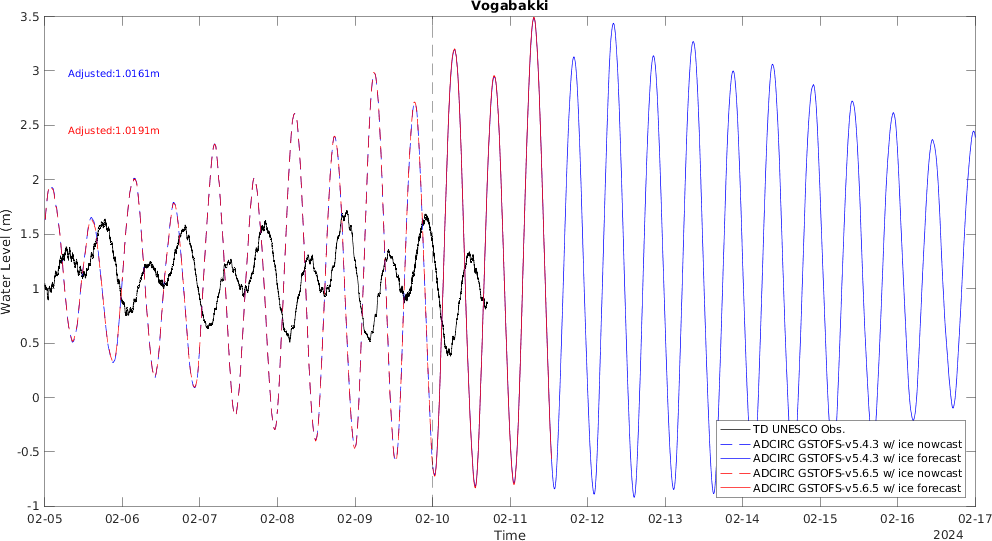 Vogabakki
3.5
3
2.5
2
1.5
1
0.5
0
-0.5
-1
Water Level (m)
Adjusted:1.0161m
Adjusted:1.0191m
TD UNESCO Obs.
ADCIRC GSTOFS-v5.4.3 w/ ice nowcast
ADCIRC GSTOFS-v5.4.3 w/ ice forecast
ADCIRC GSTOFS-v5.6.5 w/ ice nowcast
ADCIRC GSTOFS-v5.6.5 w/ ice forecast
02-05 02-06 02-07 02-08 02-09 02-10 02-11 02-12 02-13 02-14 02-15 02-16 02-17
Time
2024